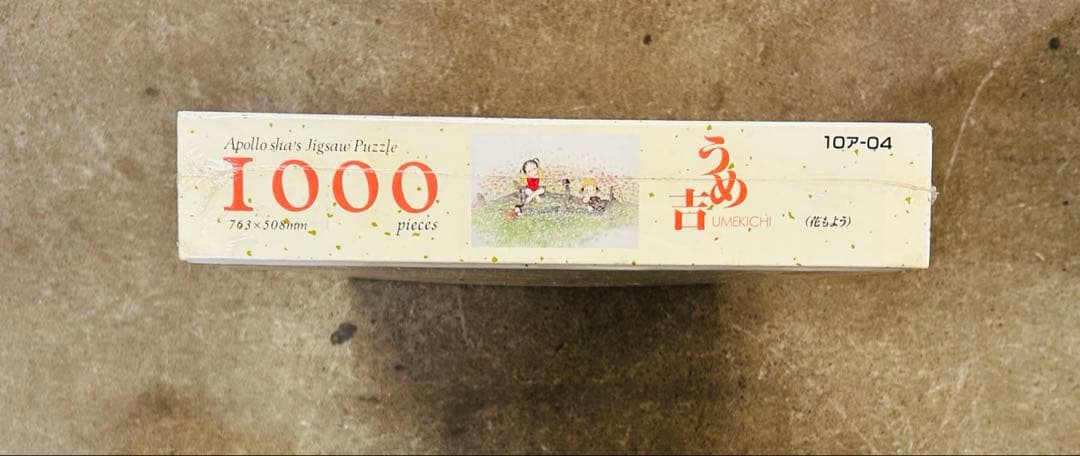 Apollo sha's Jigsaw Puzzle
1000
763×508mm pieces
うめ吉
UMEKICHI
(花もよう)
10ア-04